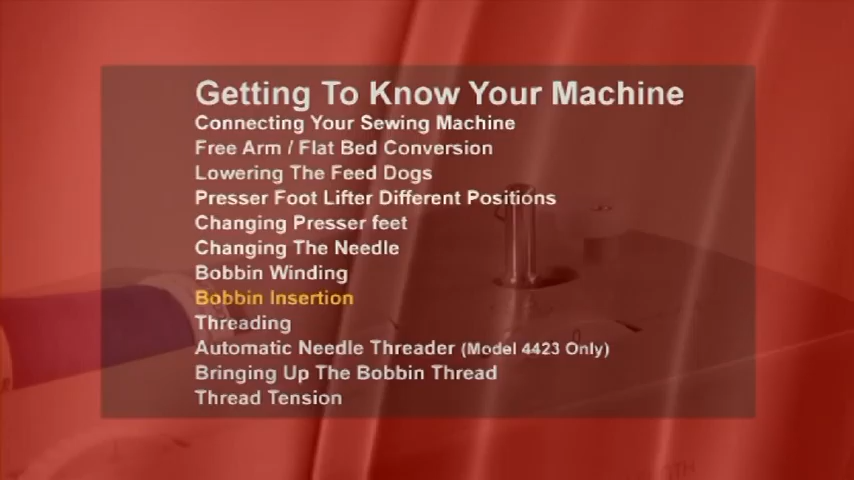 Getting To Know Your Machine
Connecting Your Sewing Machine
Free Arm / Flat Bed Conversion
Lowering The Feed Dogs
Presser Foot Lifter Different Positions
Changing Presser feet
Changing The Needle
Bobbin Winding
Bobbin Insertion
Threading
Automatic Needle Threader (Model 4423 Only)
Bringing Up The Bobbin Thread
Thread Tension